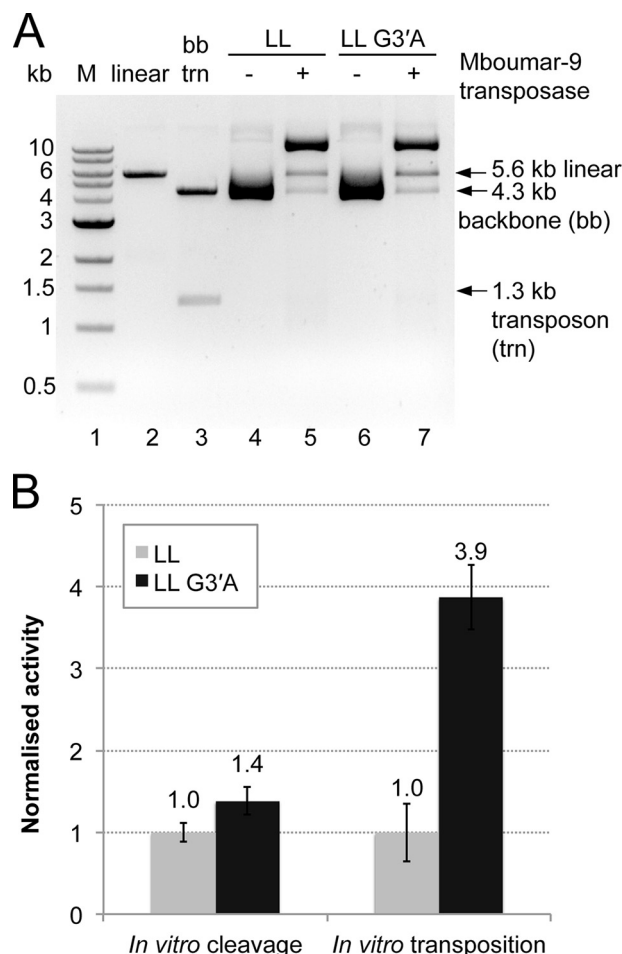 A
bb
LL
LL G3′A
kb
M
linear
trn
-
+
-
+
Mboumar-9
transposase
10
6
4
3
2
1.5
1
0.5
5.6 kb linear
4.3 kb
backbone (bb)
1.3 kb
transposon
(trn)
1
2
3
4
5
6
7
B
5
4
3
2
1
0
Normalised activity
LL
LL G3′A
1.0
1.4
1.0
3.9
In vitro cleavage
In vitro transposition